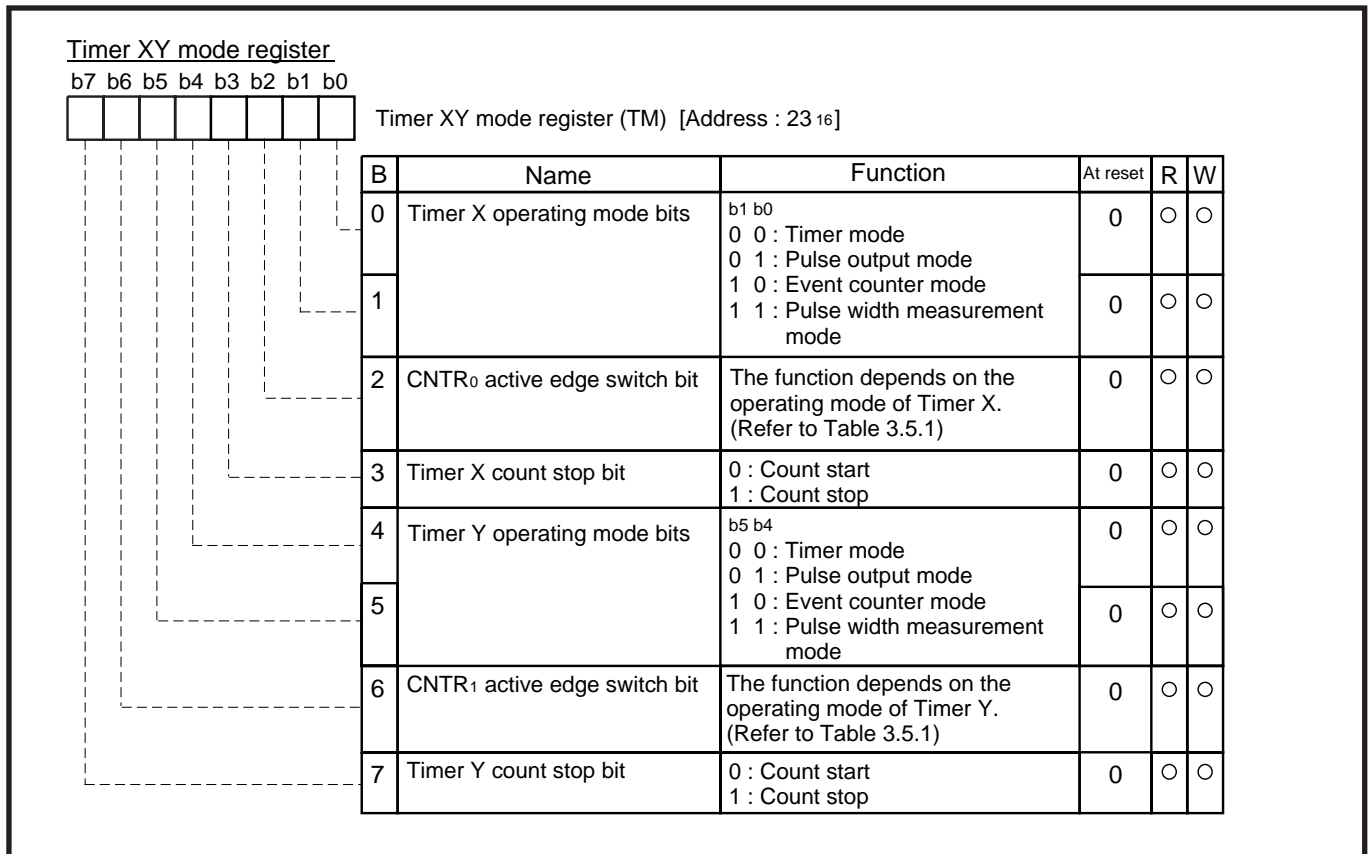 Timer XY mode register
b7 b6 b5 b4 b3 b2 b1 b0
Timer XY mode register (TM) [Address : 23 16]
B Name Function At reset R W
0 Timer X operating mode bits b1 b0 0 ○ ○
0 0 : Timer mode
0 1 : Pulse output mode
1 1 0 : Event counter mode 0 ○ ○
1 1 : Pulse width measurement
mode
2 CNTR0 active edge switch bit The function depends on the 0 ○ ○
operating mode of Timer X.
(Refer to Table 3.5.1)
3 Timer X count stop bit 0 : Count start 0 ○ ○
1 : Count stop
4 Timer Y operating mode bits b5 b4 0 ○ ○
0 0 : Timer mode
0 1 : Pulse output mode
5 1 0 : Event counter mode 0 ○ ○
1 1 : Pulse width measurement
mode
6 CNTR1 active edge switch bit The function depends on the 0 ○ ○
operating mode of Timer Y.
(Refer to Table 3.5.1)
7 Timer Y count stop bit 0 : Count start 0 ○ ○
1 : Count stop